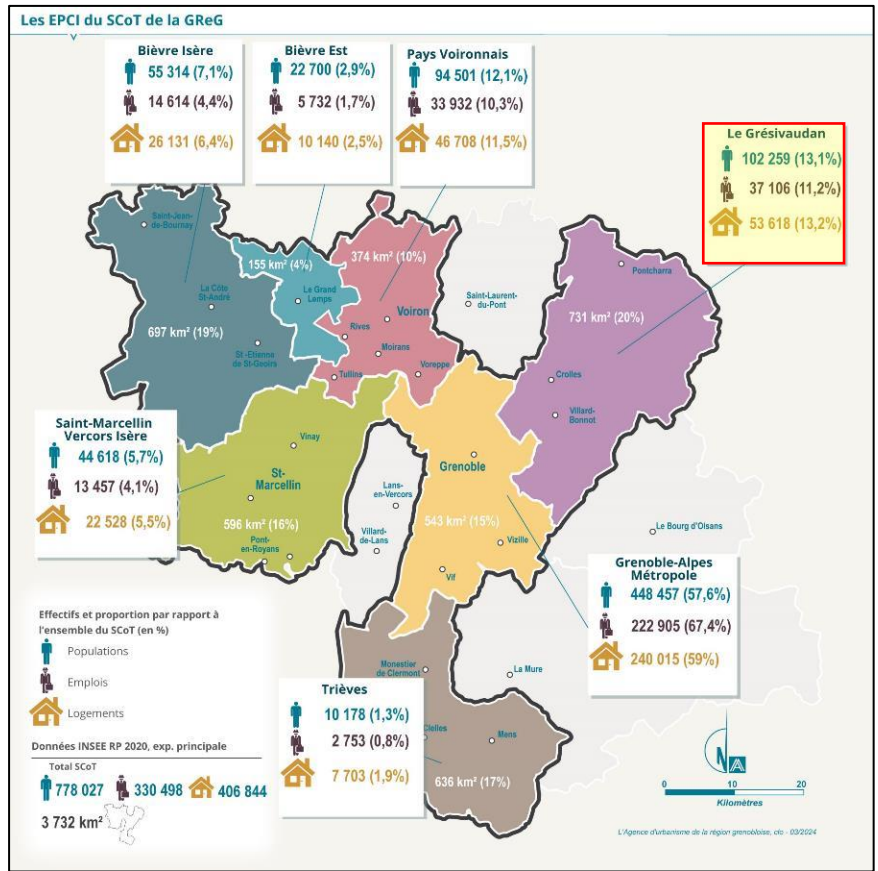 Les EPCI du SCoT de la GReG
Bièvre Isère
55 314 (7,1%)
14 614 (4,4%)
26 131 (6,4%)
Bièvre Est
22 700 (2,9%)
5 732 (1,7%)
10 140 (2,5%)
Pays Voironnais
94 501 (12,1%)
33 932 (10,3%)
46 708 (11,5%)
Le Grésivaudan
102 259 (13,1%)
37 106 (11,2%)
53 618 (13,2%)
Saint-Jean-
de-Bournay
La Côte
St-André
697 km² (19%)
St -Etienne
de St-Geoirs
155 km² (4%)
Le Grand
Lemps
374 km² (10%)
Voiron
Rives
Moirans
Tullins
Voreppe
Saint-Laurent-
du-Pont
Pontcharra
731 km² (20%)
Crolles
Villard-
Bonnot
Saint-Marcellin
Vercors Isère
44 618 (5,7%)
13 457 (4,1%)
22 528 (5,5%)
Vinay
St-
Marcellin
596 km² (16%)
Pont-
en-Royans
Lans-
en-Vercors
Villard-
de-Lans
Grenoble
543 km² (15%)
Vizille
Vif
Le Bourg d'Oisans
Grenoble-Alpes
Métropole
448 457 (57,6%)
222 905 (67,4%)
240 015 (59%)
La Mure
Monestier
de Clermont
Clelles
Mens
636 km² (17%)
Trièves
10 178 (1,3%)
2 753 (0,8%)
7 703 (1,9%)
Effectifs et proportion par rapport à
l'ensemble du SCoT (en %)
Populations
Emplois
Logements
Données INSEE RP 2020, exp. principale
Total SCoT
778 027 330 498 406 844
3 732 km²
N
0 10 20
Kilomètres
L'Agence d'urbanisme de la région grenobloise, clo - 03/2024